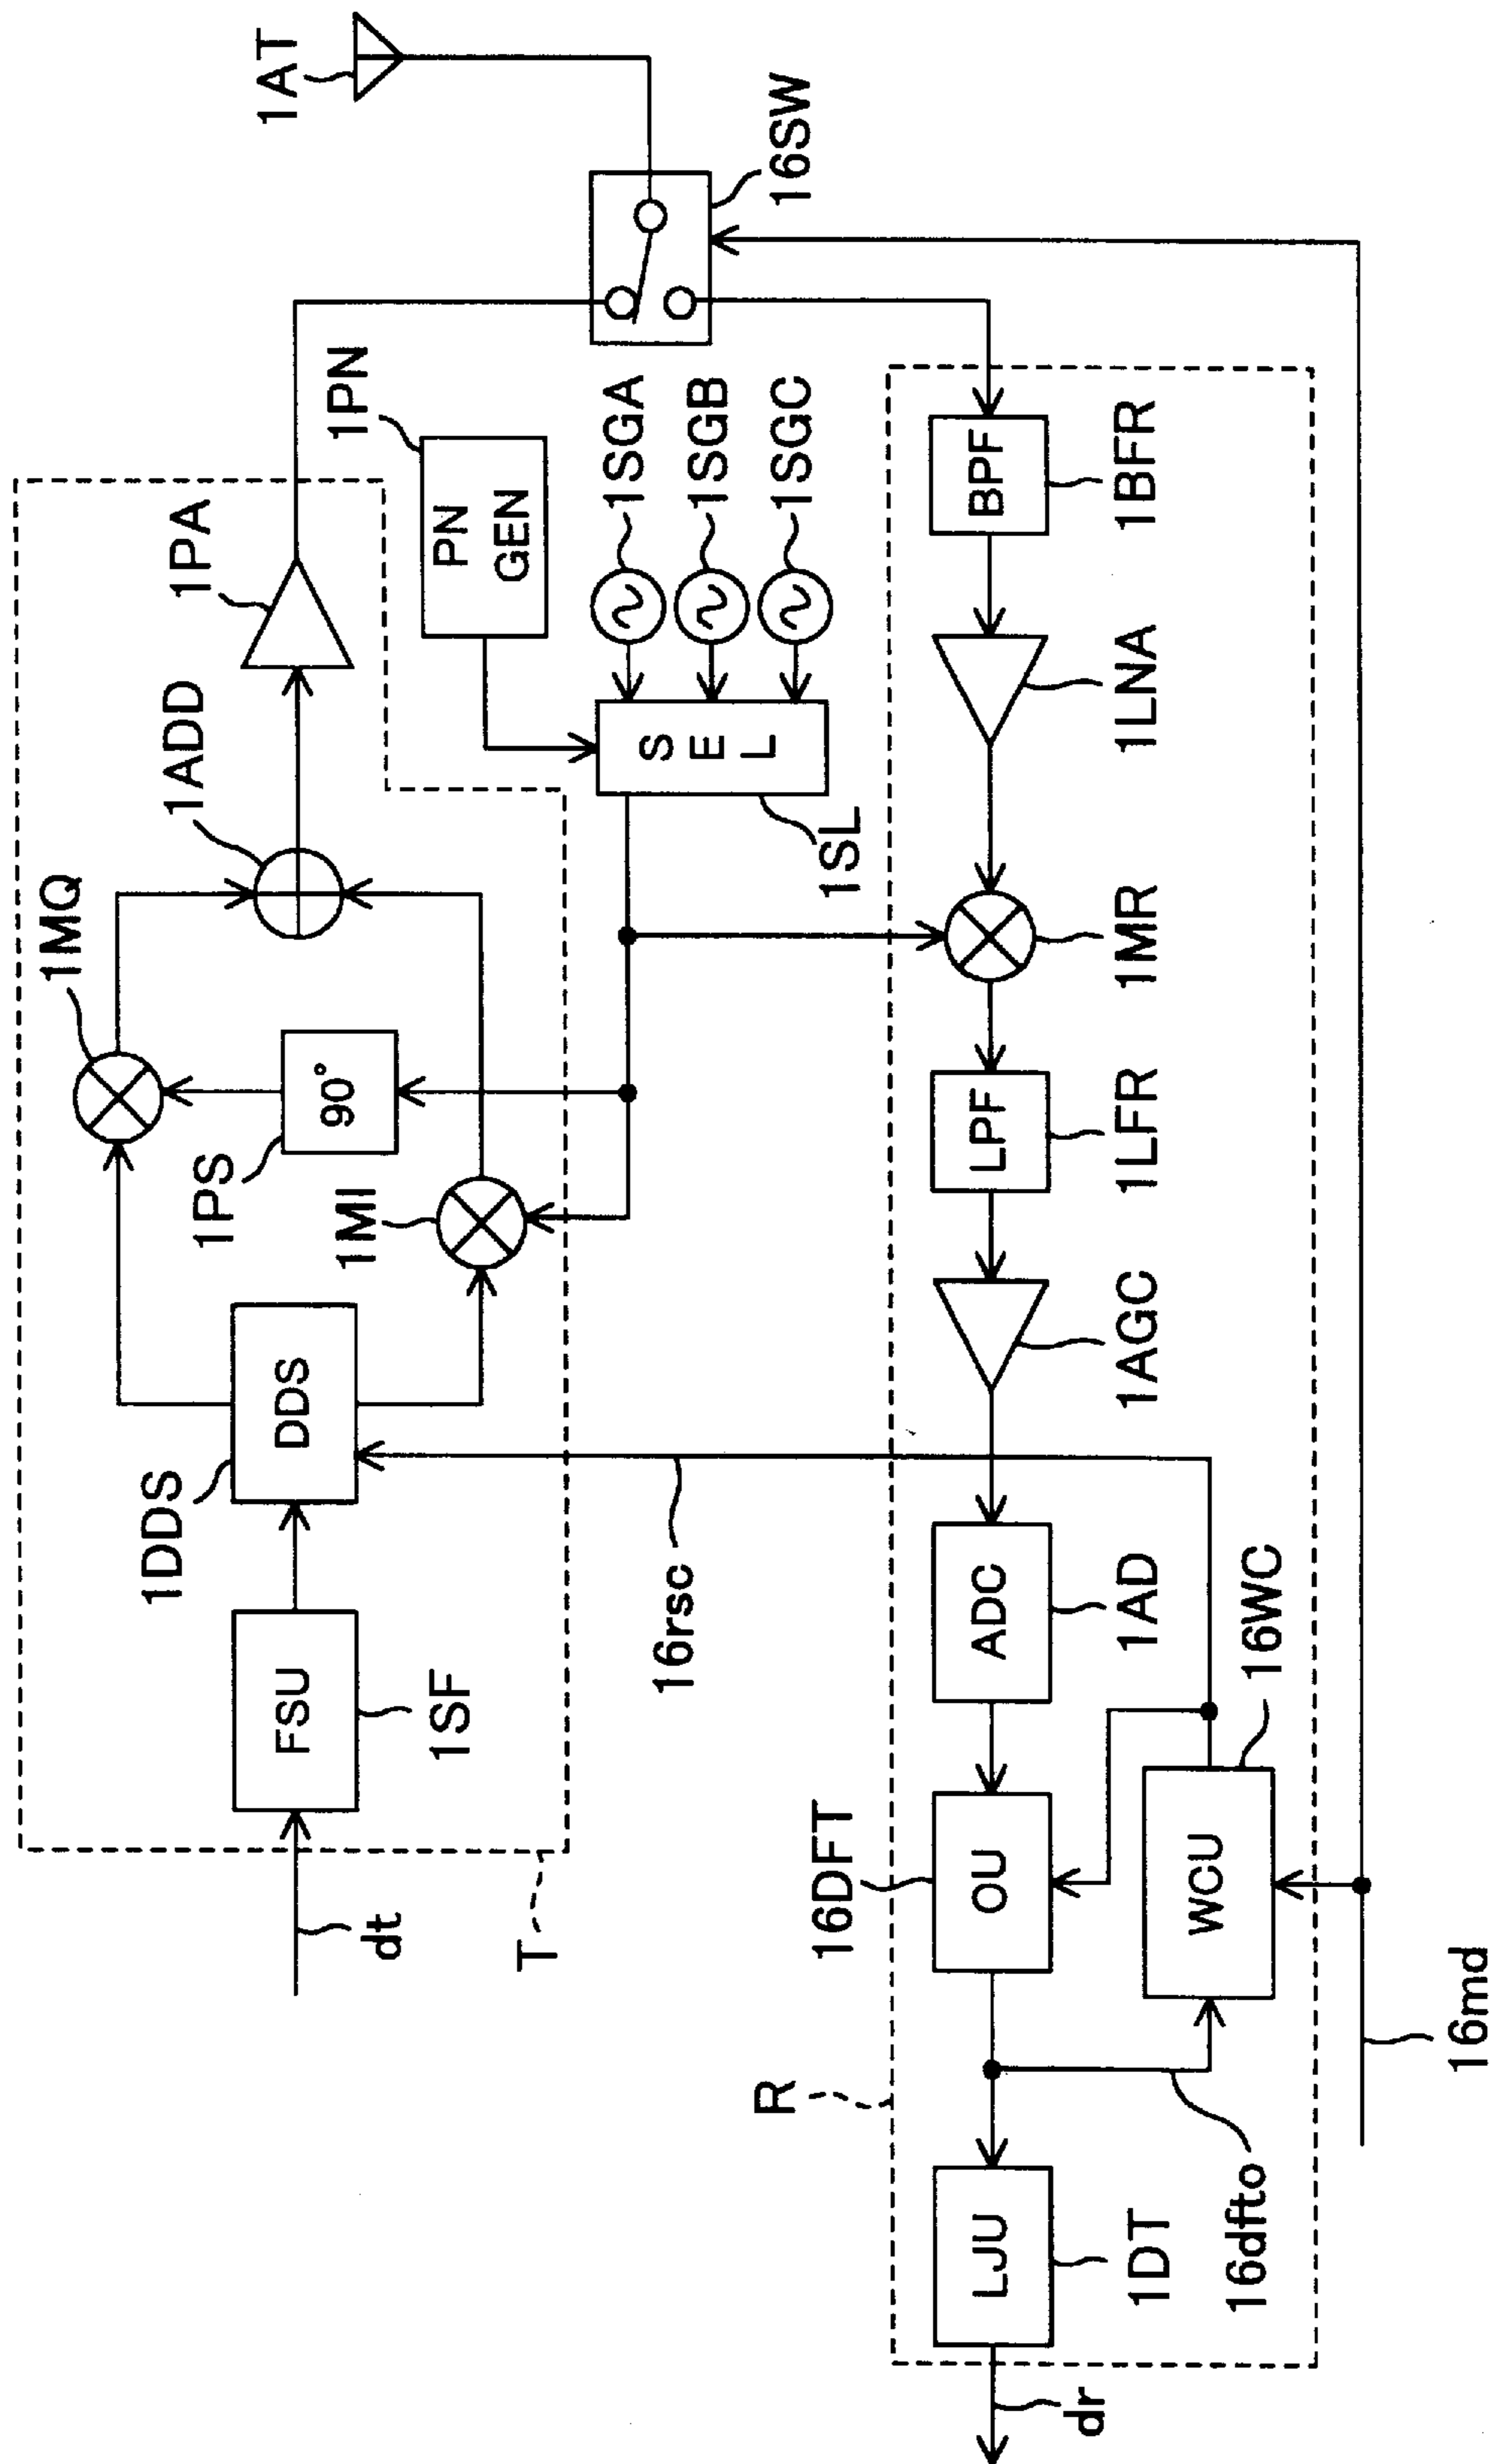 dt
FSU
1SF
1DDS
DDS
1MQ
1PS
90°
1MI
1ADD
1PA
1PN
PN
GEN
1SGA
1SGB
1SGC
SEL
1SL
1AT
16SW
T
16rsc
R
BPF
1BFR
1LNA
1MR
LPF
1LFR
1AGC
ADC
1AD
16DFT
OU
WCU
16WC
LJU
1DT
16dfto
dr
16md